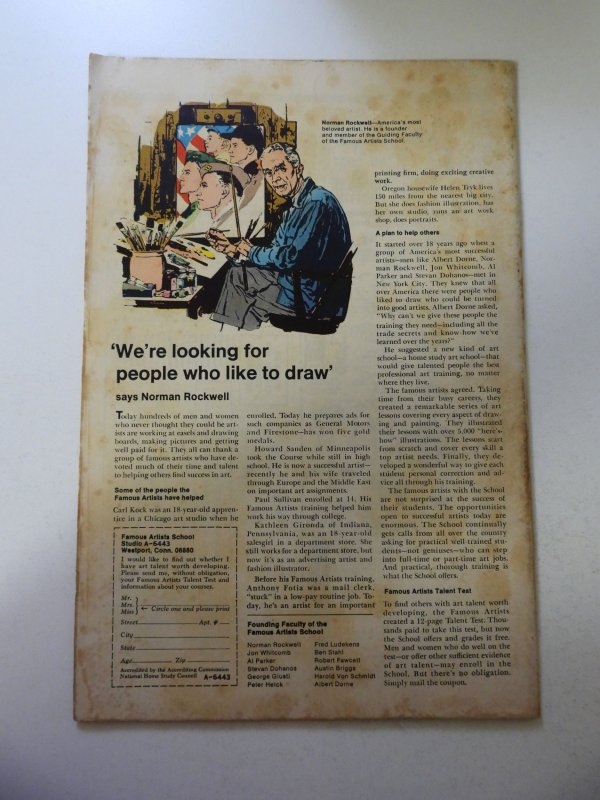 Norman Rockwell—America's most
beloved artist. He is a founder
and member of the Guiding Faculty
of the Famous Artists School.
'We're looking for
people who like to draw'
says Norman Rockwell
Today hundreds of men and women
who never thought they could be art-
ists are working at easels and drawing
boards, making pictures and getting
well paid for it. They all can thank a
group of famous artists who have de-
voted much of their time and talent
to helping others find success in art.
Some of the people the
Famous Artists have helped
Carl Kock was an 18-year-old appren-
tice in a Chicago art studio when he
enrolled. Today he prepares ads for
such companies as General Motors
and Firestone—has won five gold
medals.
Howard Sanden of Minneapolis
took the Course while still in high
school. He is now a successful artist—
recently he and his wife traveled
through Europe and the Middle East
on important art assignments.
Paul Sullivan enrolled at 14. His
Famous Artists training helped him
work his way through college.
Kathleen Gironda of Indiana,
Pennsylvania, was an 18-year-old
salesgirl in a department store. She
still works for a department store, but
now it's as an advertising artist and
fashion illustrator.
Before his Famous Artists training,
Anthony Fotia was a mail clerk,
"stuck" in a low-pay routine job. To-
day, he's an artist for an important
printing firm, doing exciting creative
work.
Oregon housewife Helen Tryk lives
150 miles from the nearest big city.
But she does fashion illustration, has
her own studio, runs an art work
shop, does portraits.
A plan to help others
It started over 18 years ago when a
group of America's most successful
artists—men like Albert Dorne, Nor-
man Rockwell, Jon Whitcomb, Al
Parker and Stevan Dohanos—met in
New York City. They knew that all
over America there were people who
liked to draw who could be turned
into good artists. Albert Dorne asked,
"Why can't we give these people the
training they need—including all the
trade secrets and know-how we've
learned over the years?"
He suggested a new kind of art
school—a home study art school—that
would give talented people the best
professional art training, no matter
where they live.
The famous artists agreed. Taking
time from their busy careers, they
created a remarkable series of art
lessons covering every aspect of draw-
ing and painting. They illustrated
their lessons with over 5,000 "here's-
how" illustrations. The lessons start
from scratch and cover every skill a
top artist needs. Finally, they de-
veloped a wonderful way to give each
student personal correction and ad-
vice all through his training.
The famous artists with the School
are not surprised at the success of
their students. The opportunities
open to successful artists today are
enormous. The School continually
gets calls from all over the country
asking for practical well-trained stu-
dents—not geniuses—who can step
into full-time or part-time art jobs.
And practical, thorough training is
what the School offers.
Famous Artists Talent Test
To find others with art talent worth
developing, the Famous Artists
created a 12-page Talent Test. Thou-
sands paid to take this test, but now
the School offers and grades it free.
Men and women who do well on the
test—or offer other sufficient evidence
of art talent—may enroll in the
School. But there's no obligation.
Simply mail the coupon.
Famous Artists School
Studio A-6443
Westport, Conn. 06880
I would like to find out whether I
have art talent worth developing.
Please send me, without obligation,
your Famous Artists Talent Test and
information about your courses.
Mr.
Mrs.
Miss ← Circle one and please print
Street Apt. #
City
State
Age Zip
Accredited by the Accrediting Commission
National Home Study Council A-6443
Founding Faculty of the
Famous Artists School
Norman Rockwell
Jon Whitcomb
Al Parker
Stevan Dohanos
George Giusti
Peter Helck
Fred Ludekens
Ben Stahl
Robert Fawcett
Austin Briggs
Harold Von Schmidt
Albert Dorne